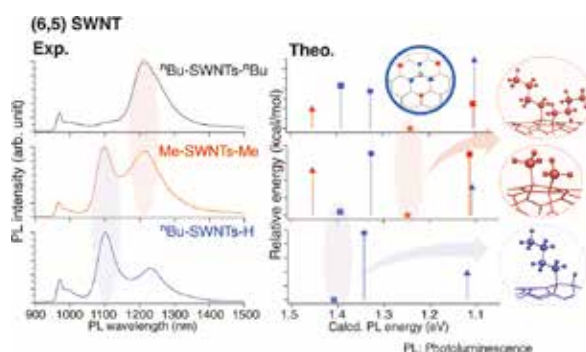 (6,5) SWNT
Exp.
Theo.
ⁿBu-SWNTs-ⁿBu
Me-SWNTs-Me
ⁿBu-SWNTs-H
PL intensity (arb. unit)
900 1000 1100 1200 1300 1400 1500
PL wavelength (nm)
Relative energy (kcal/mol)
1.5 1.4 1.3 1.2 1.1
Calcd. PL energy (eV)
PL: Photoluminescence